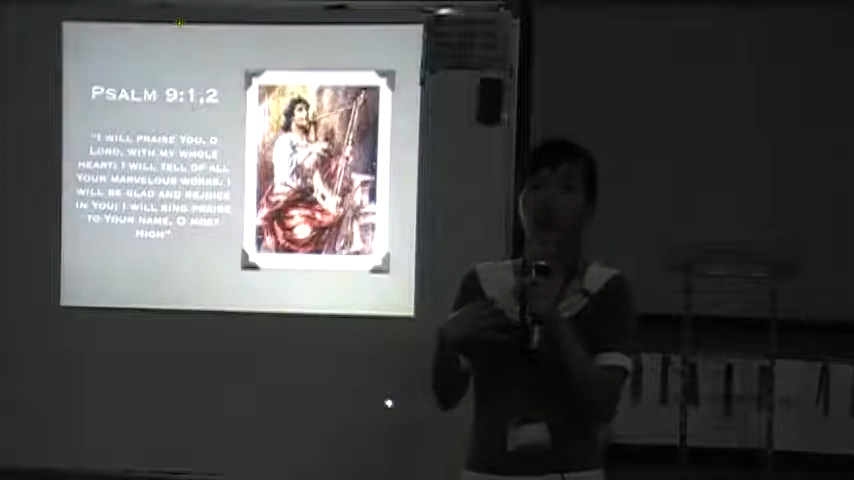 Psalm 9:1,2
"I will praise You, O
Lord, with my whole
heart; I will tell of all
Your marvelous works. I
will be glad and rejoice
in You; I will sing praise
to Your name, O Most
High"